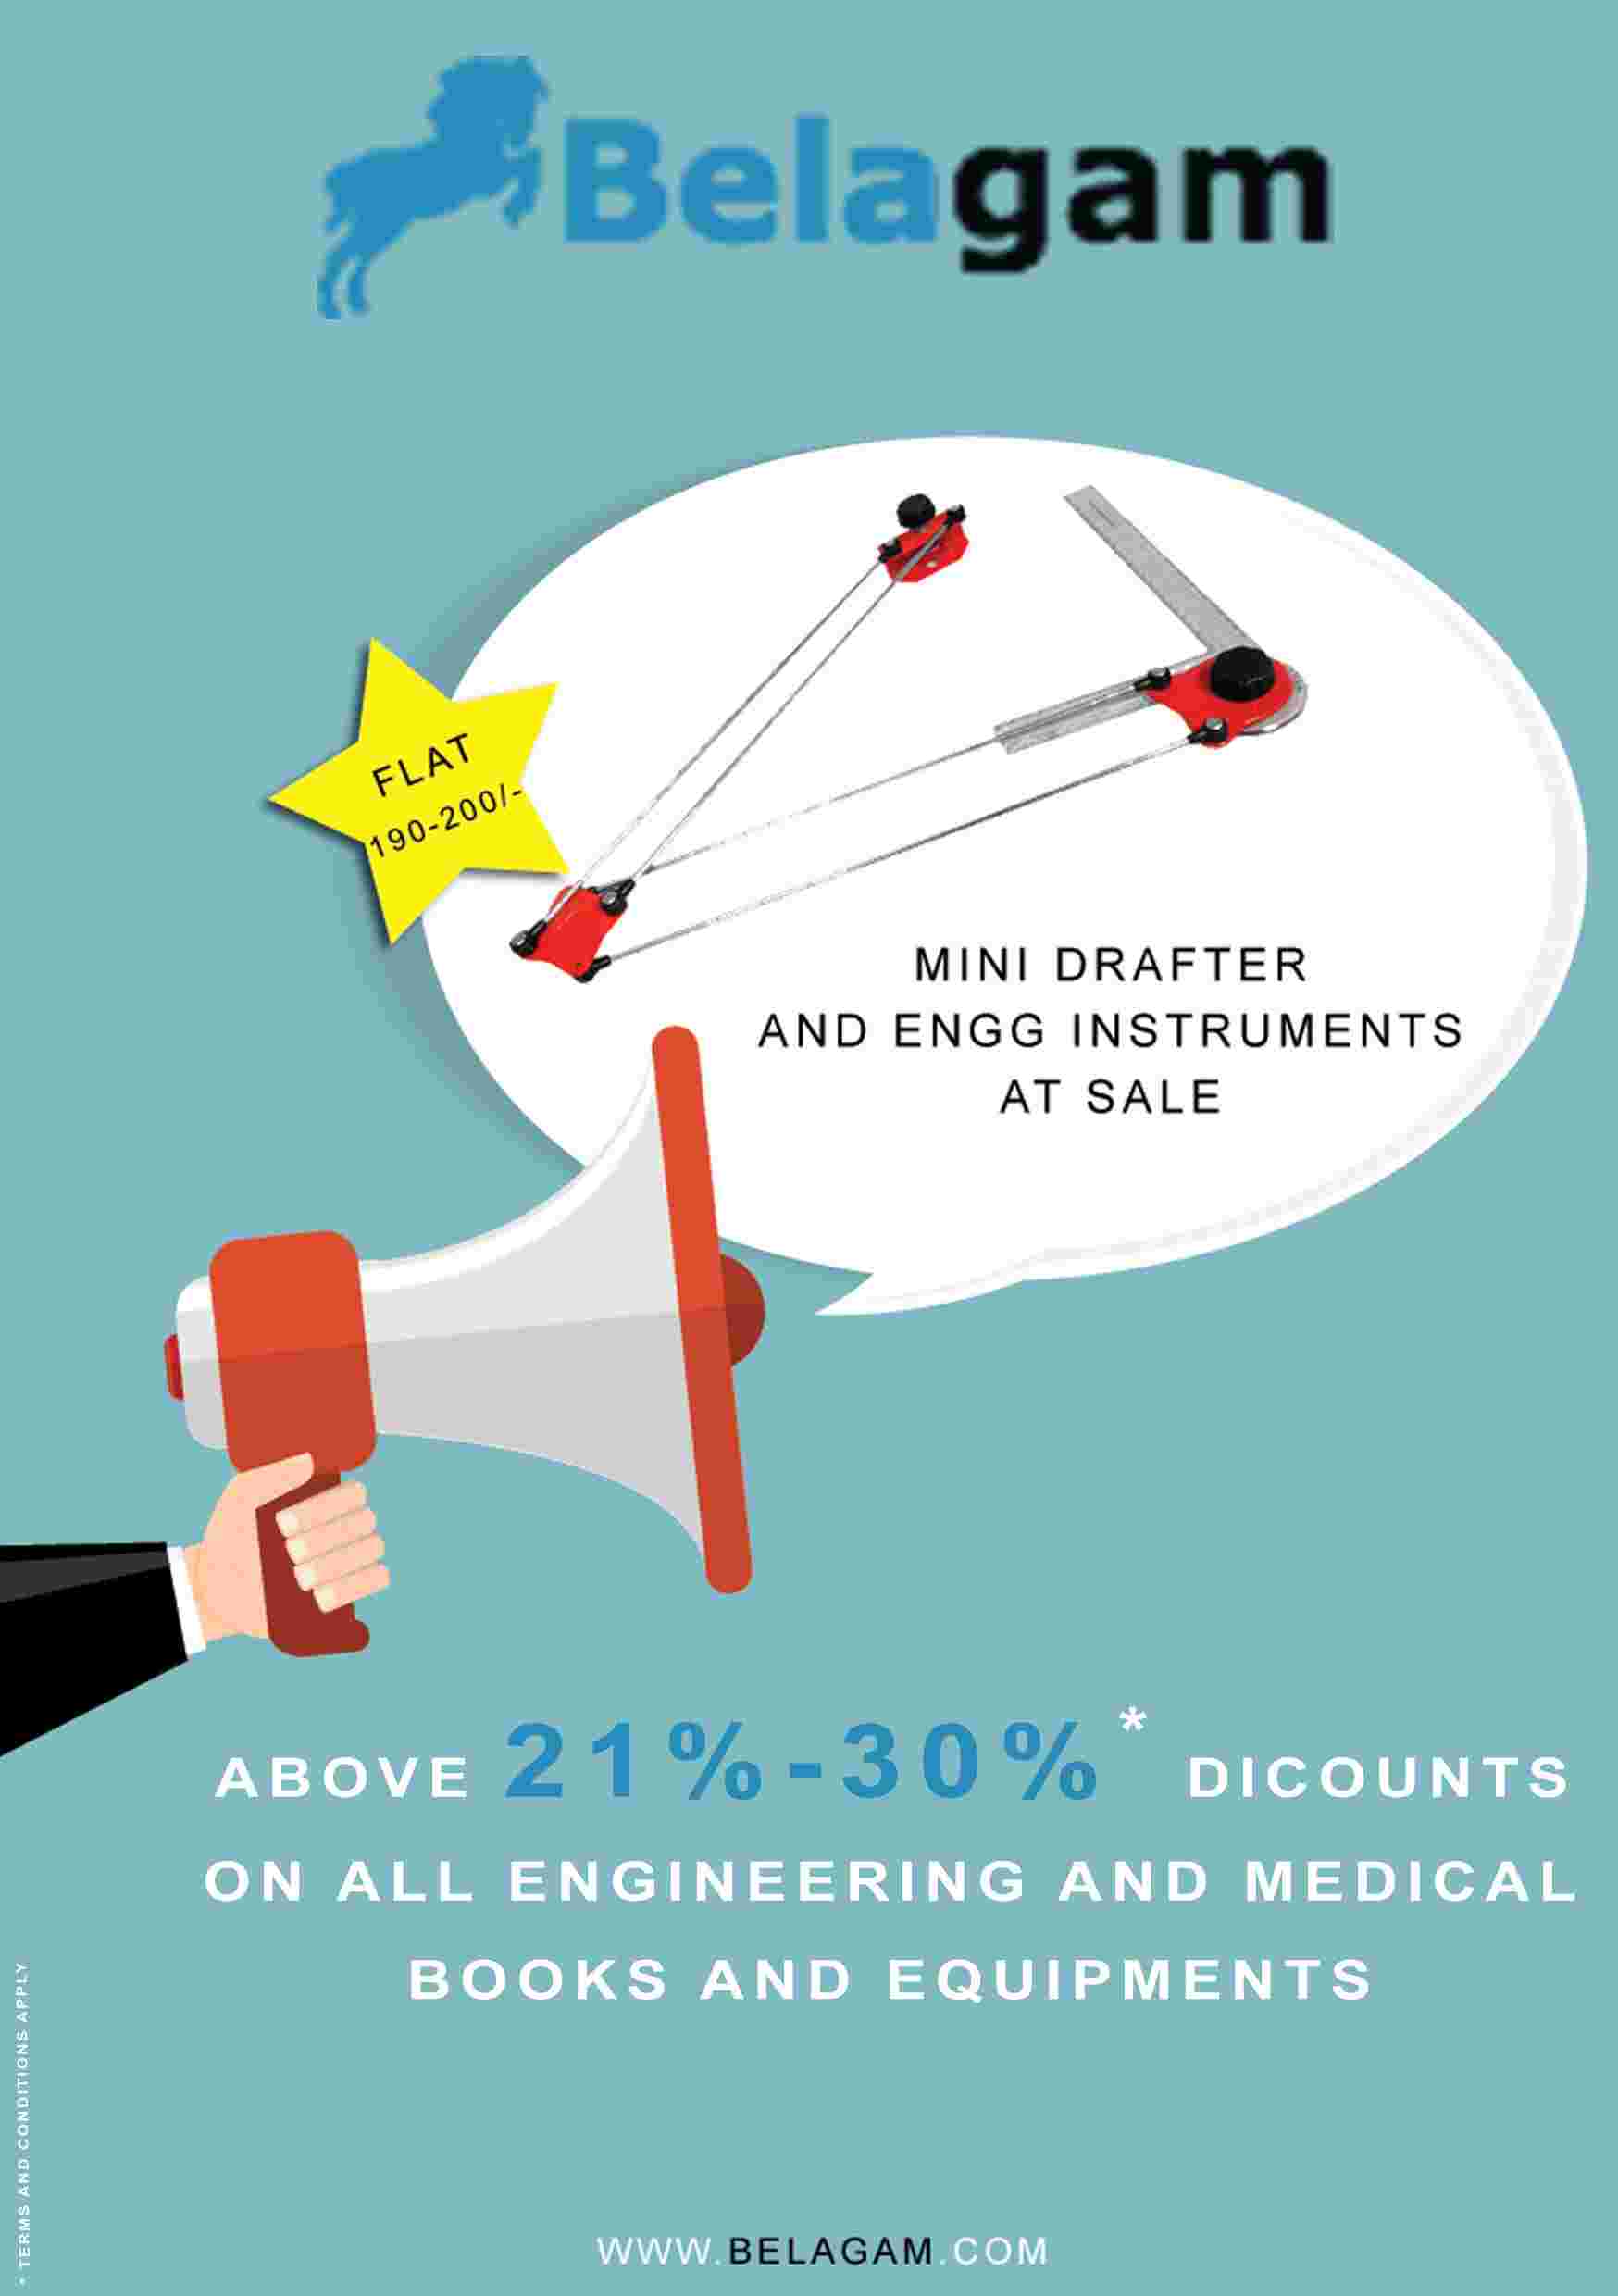 Belagam
FLAT
190-200/-
MINI DRAFTER
AND ENGG INSTRUMENTS
AT SALE
ABOVE 21%-30%* DICOUNTS
ON ALL ENGINEERING AND MEDICAL
BOOKS AND EQUIPMENTS
* TERMS AND CONDITIONS APPLY
WWW.BELAGAM.COM